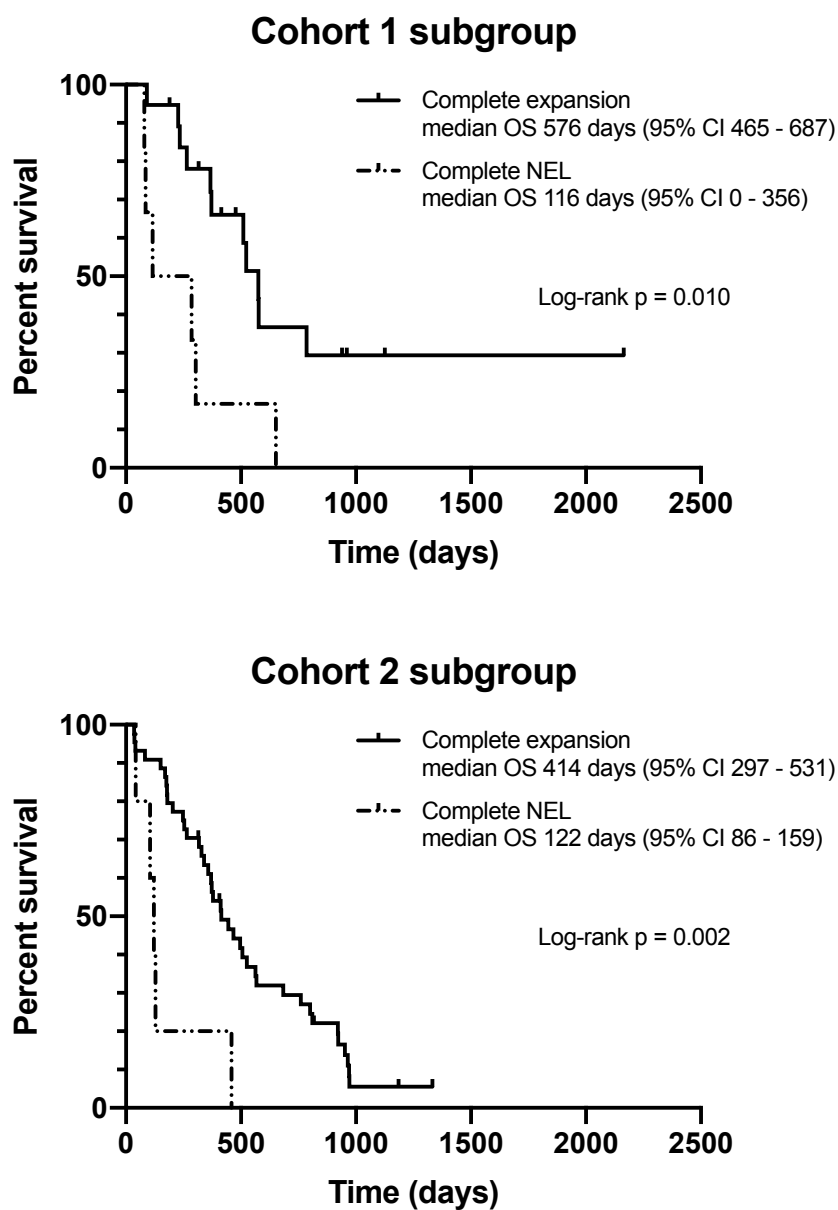 Cohort 1 subgroup
100
50
0
Percent survival
Complete expansion
median OS 576 days (95% CI 465 - 687)
Complete NEL
median OS 116 days (95% CI 0 - 356)
Log-rank p = 0.010
0 500 1000 1500 2000 2500
Time (days)
Cohort 2 subgroup
100
50
0
Percent survival
Complete expansion
median OS 414 days (95% CI 297 - 531)
Complete NEL
median OS 122 days (95% CI 86 - 159)
Log-rank p = 0.002
0 500 1000 1500 2000 2500
Time (days)